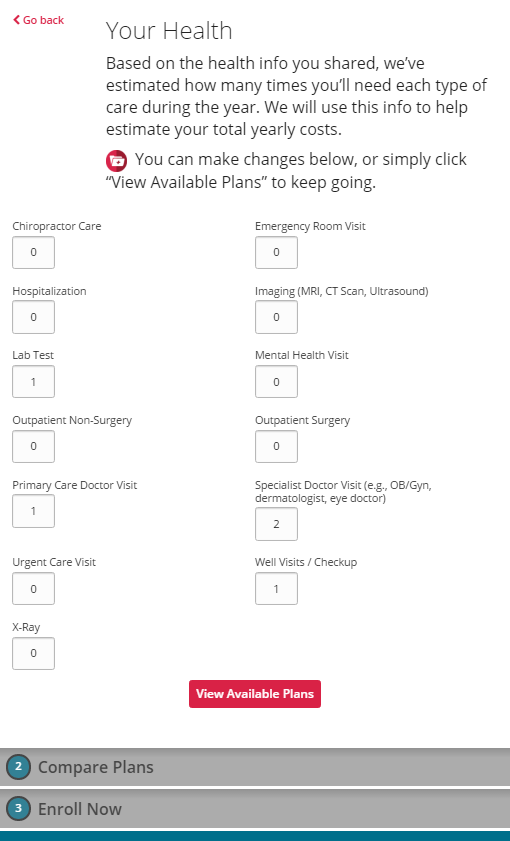 Go back
Your Health
Based on the health info you shared, we've
estimated how many times you'll need each type of
care during the year. We will use this info to help
estimate your total yearly costs.
You can make changes below, or simply click
“View Available Plans” to keep going.
Chiropractor Care
0
Emergency Room Visit
0
Hospitalization
0
Imaging (MRI, CT Scan, Ultrasound)
0
Lab Test
1
Mental Health Visit
0
Outpatient Non-Surgery
0
Outpatient Surgery
0
Primary Care Doctor Visit
1
Specialist Doctor Visit (e.g., OB/Gyn,
dermatologist, eye doctor)
2
Urgent Care Visit
0
Well Visits / Checkup
1
X-Ray
0
View Available Plans
2 Compare Plans
3 Enroll Now